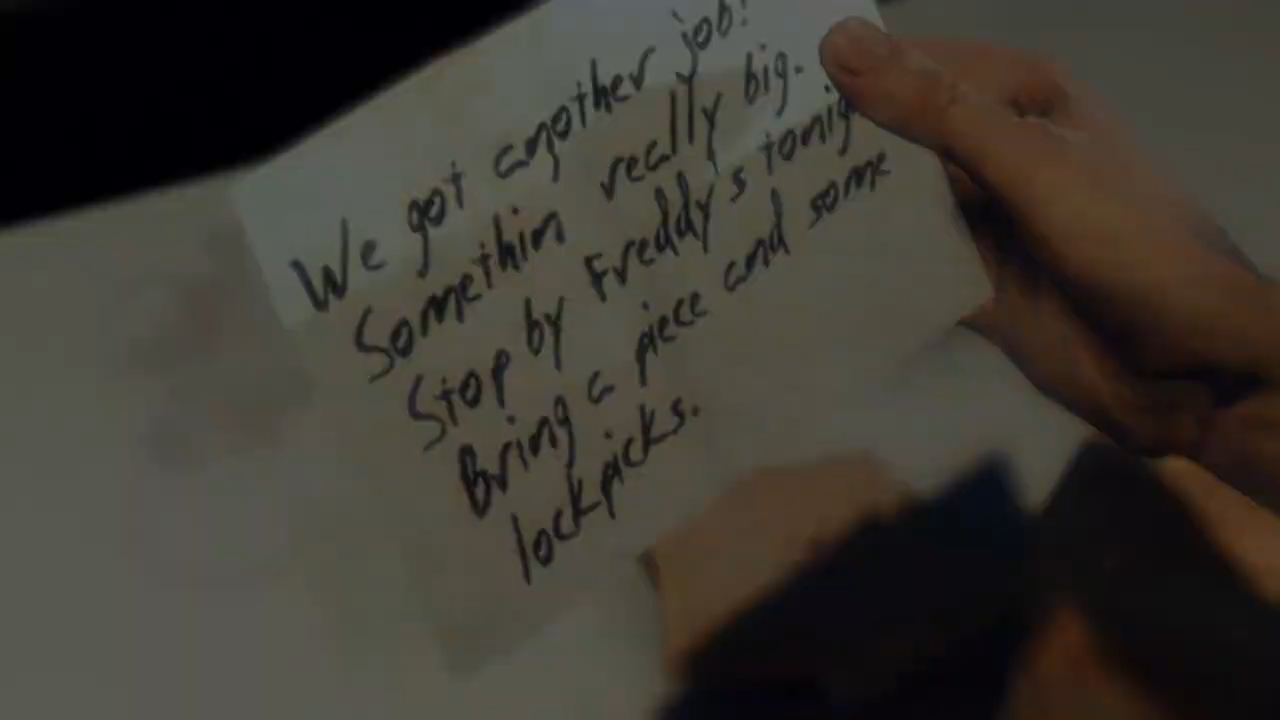 We got another job!
Somethin really big.
Stop by Freddy's
Bring a piece and some
lockpicks.